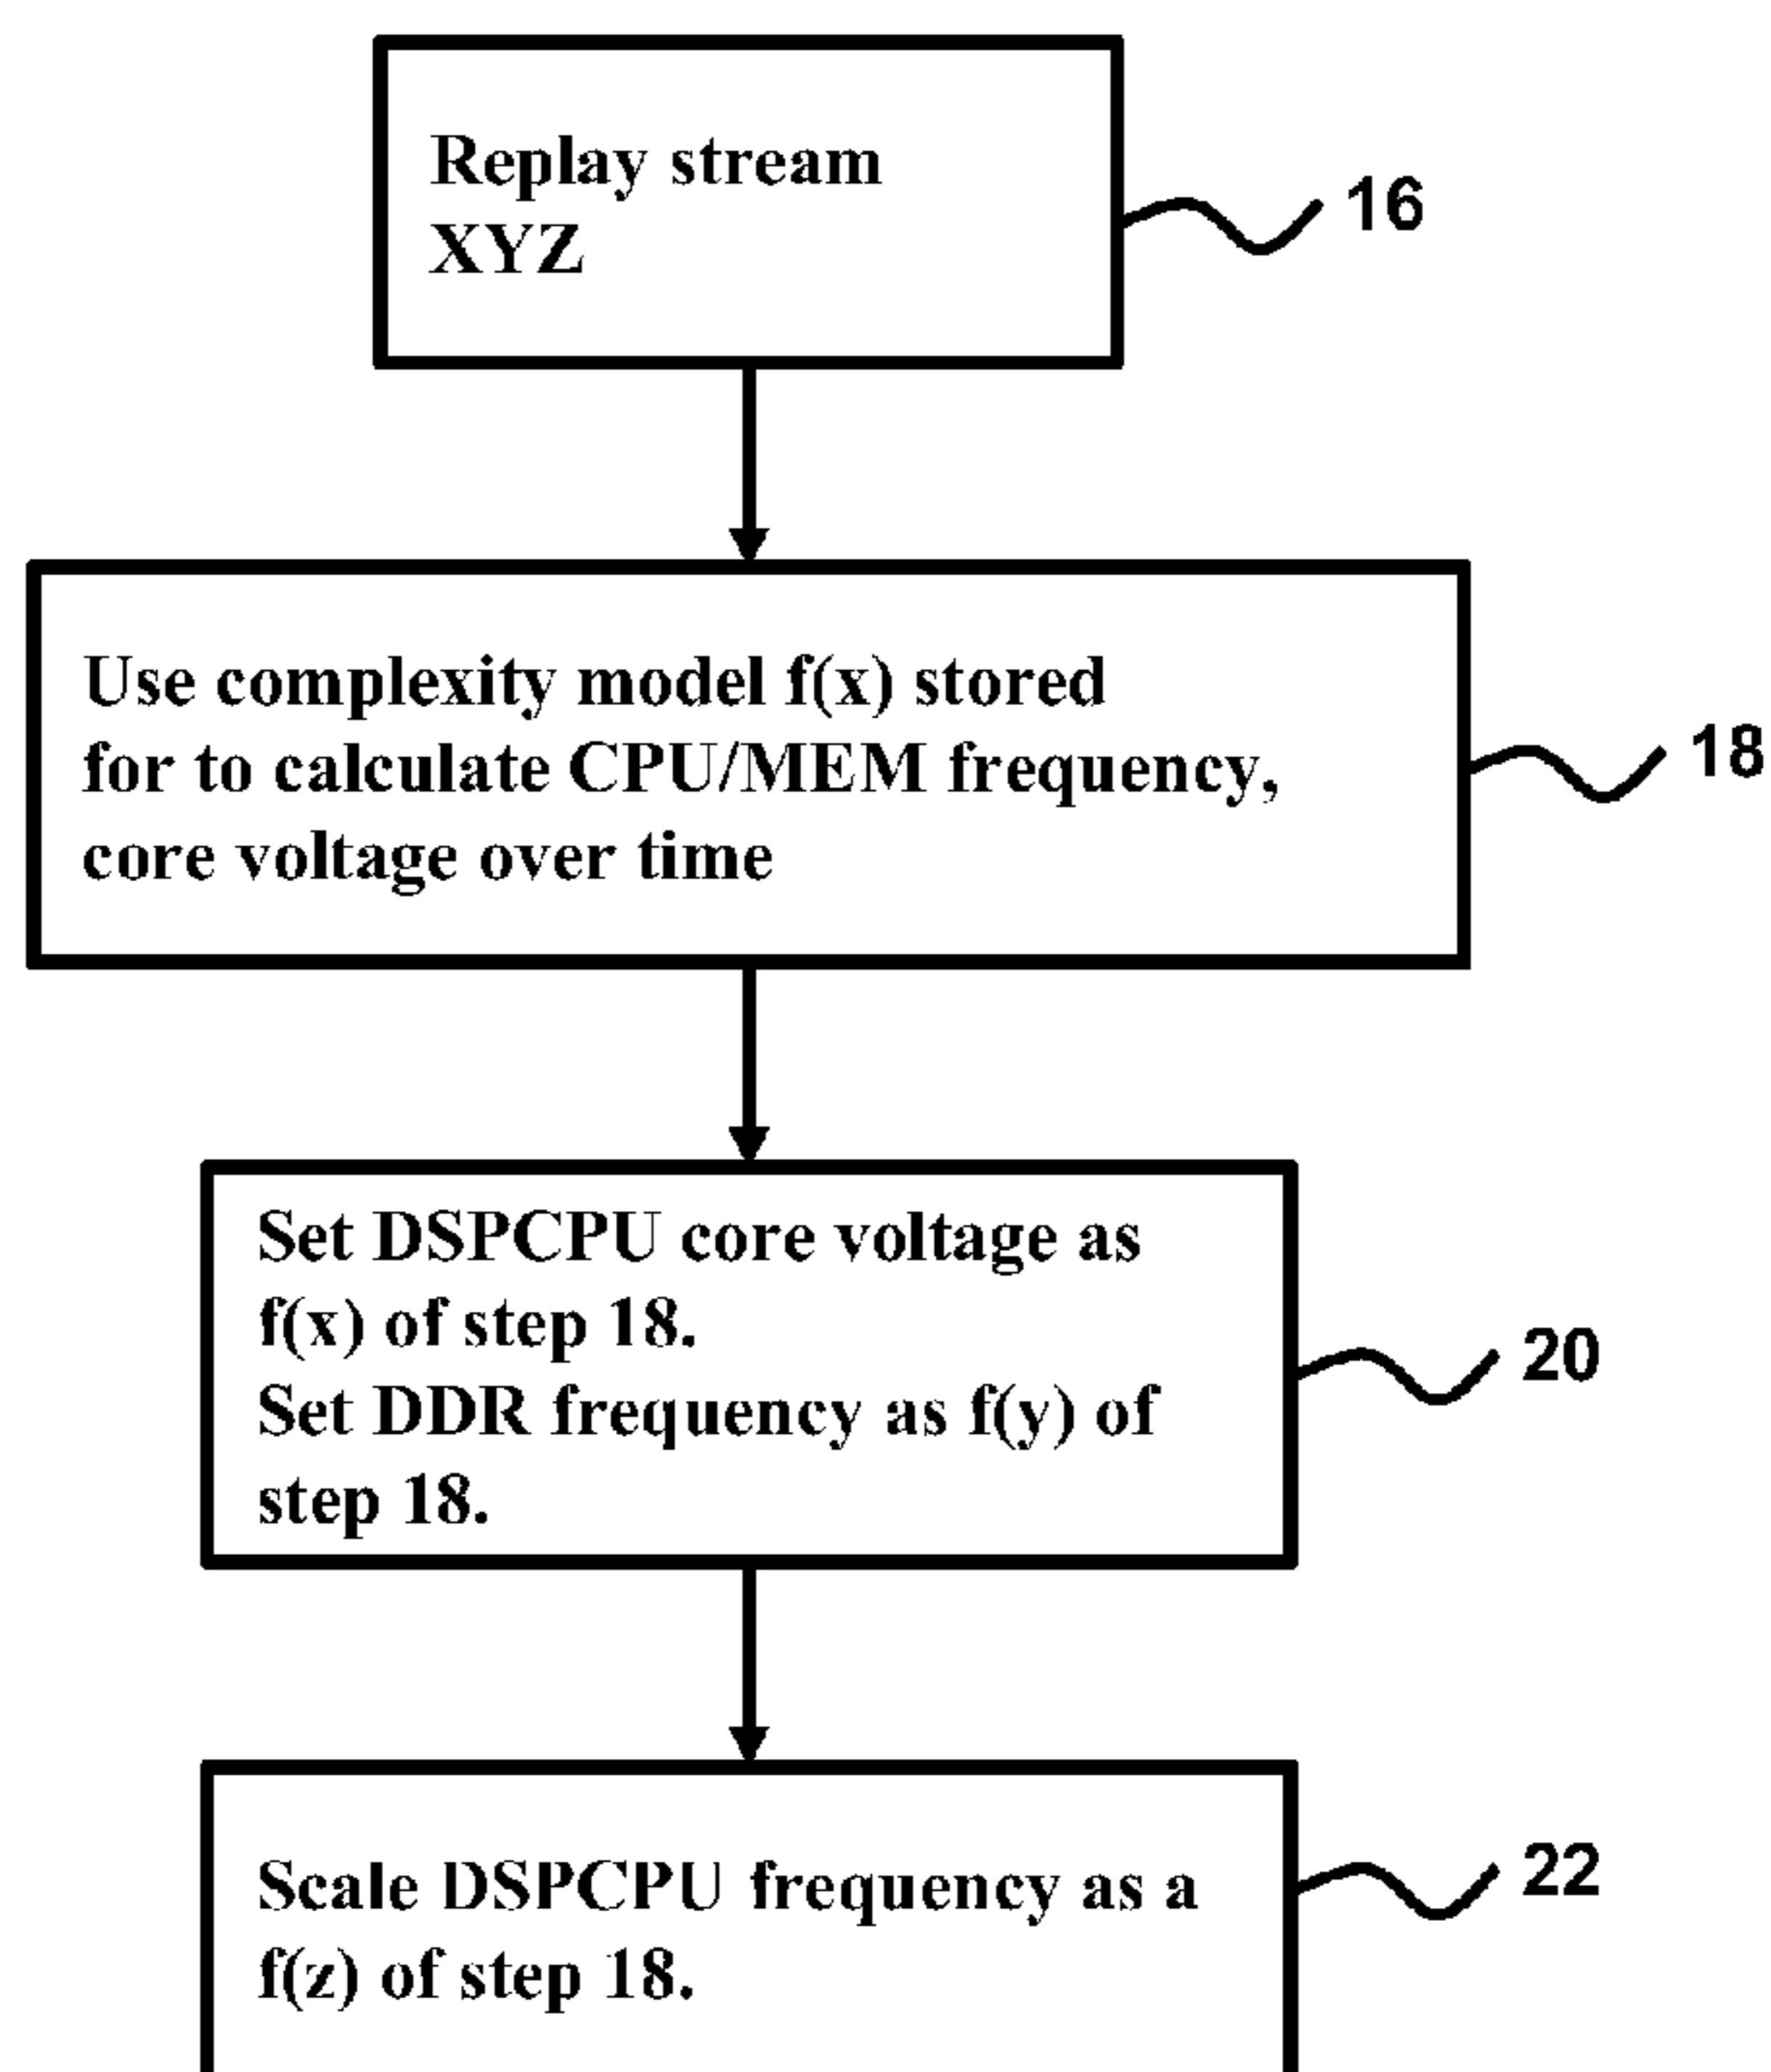 Replay stream
XYZ
16
Use complexity model f(x) stored
for to calculate CPU/MEM frequency,
core voltage over time
18
Set DSPCPU core voltage as
f(x) of step 18.
Set DDR frequency as f(y) of
step 18.
20
Scale DSPCPU frequency as a
f(z) of step 18.
22